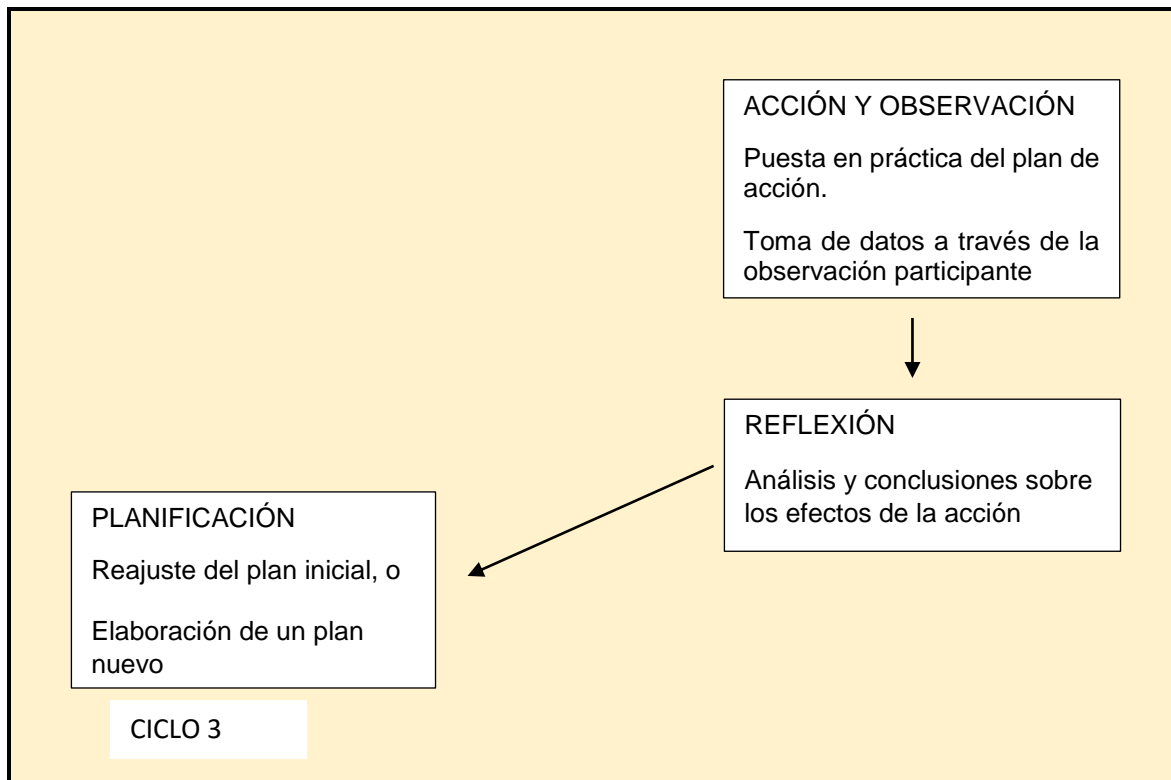 ACCIÓN Y OBSERVACIÓN
Puesta en práctica del plan de
acción.
Toma de datos a través de la
observación participante
REFLEXIÓN
Análisis y conclusiones sobre
los efectos de la acción
PLANIFICACIÓN
Reajuste del plan inicial, o
Elaboración de un plan
nuevo
CICLO 3